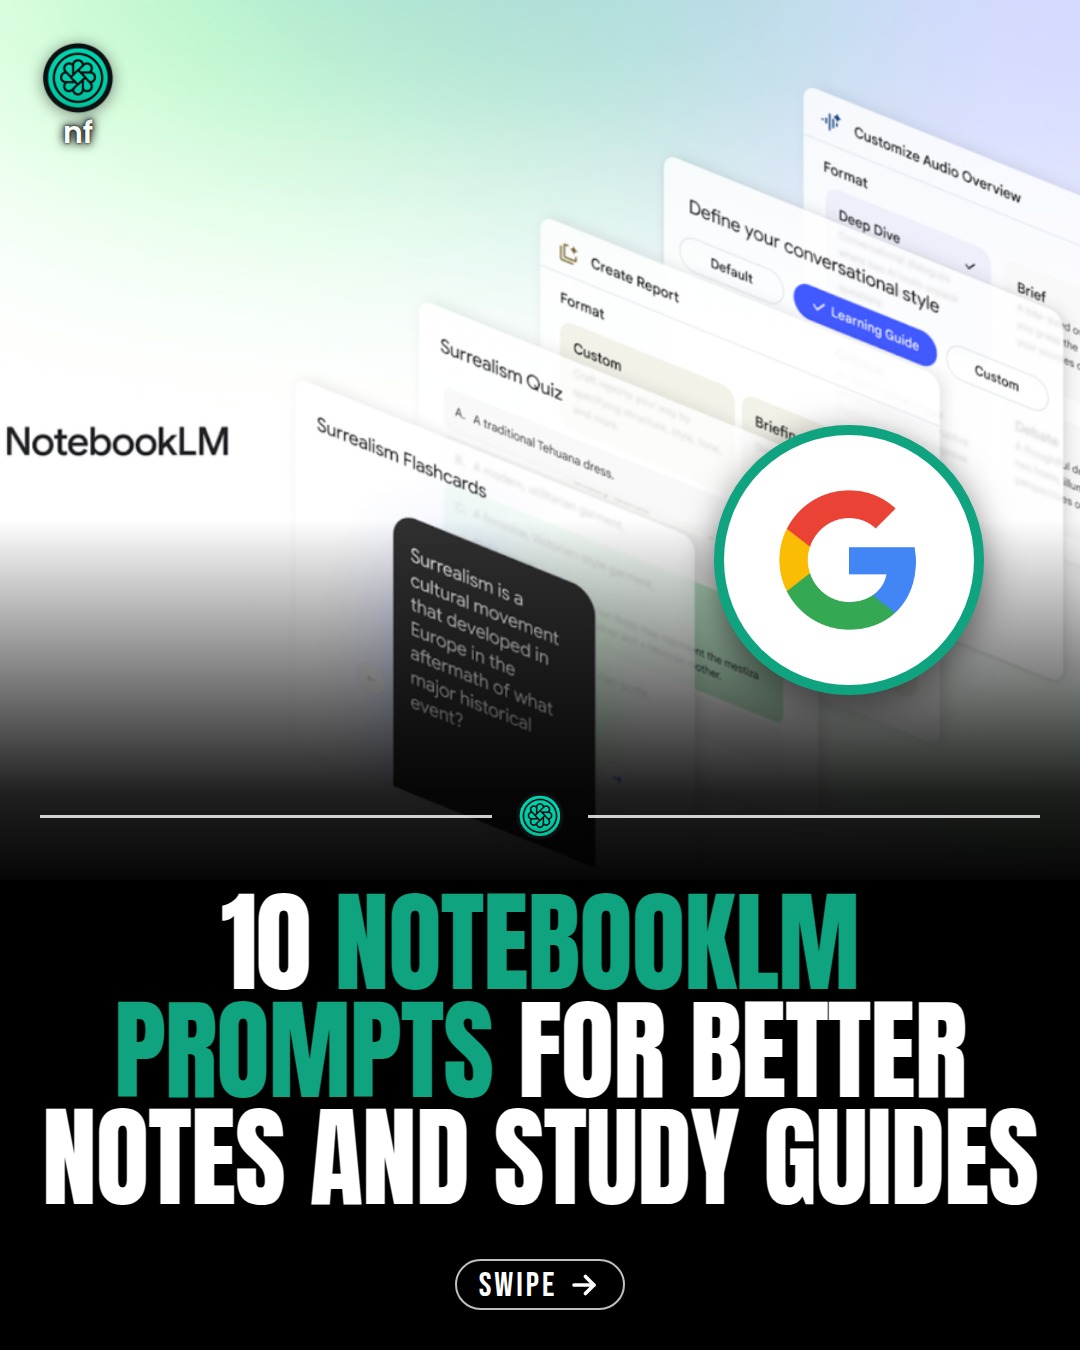 nf
Customize Audio Overview
Format
Deep Dive
Brief
Define your conversational style
Default
Learning Guide
Custom
Create Report
Format
Custom
Briefing
Surrealism Quiz
A. A traditional Tehuana dress.
NotebookLM
Surrealism Flashcards
Surrealism is a
cultural movement
that developed in
Europe in the
aftermath of what
major historical
event?
10 NOTEBOOKLM
PROMPTS FOR BETTER
NOTES AND STUDY GUIDES
SWIPE